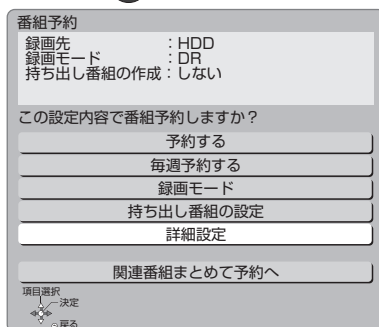 番組予約
録画先　　　　：HDD
録画モード　　：DR
持ち出し番組の作成：しない
この設定内容で番組予約しますか？
予約する
毎週予約する
録画モード
持ち出し番組の設定
詳細設定
関連番組まとめて予約へ
項目選択
決定
戻る